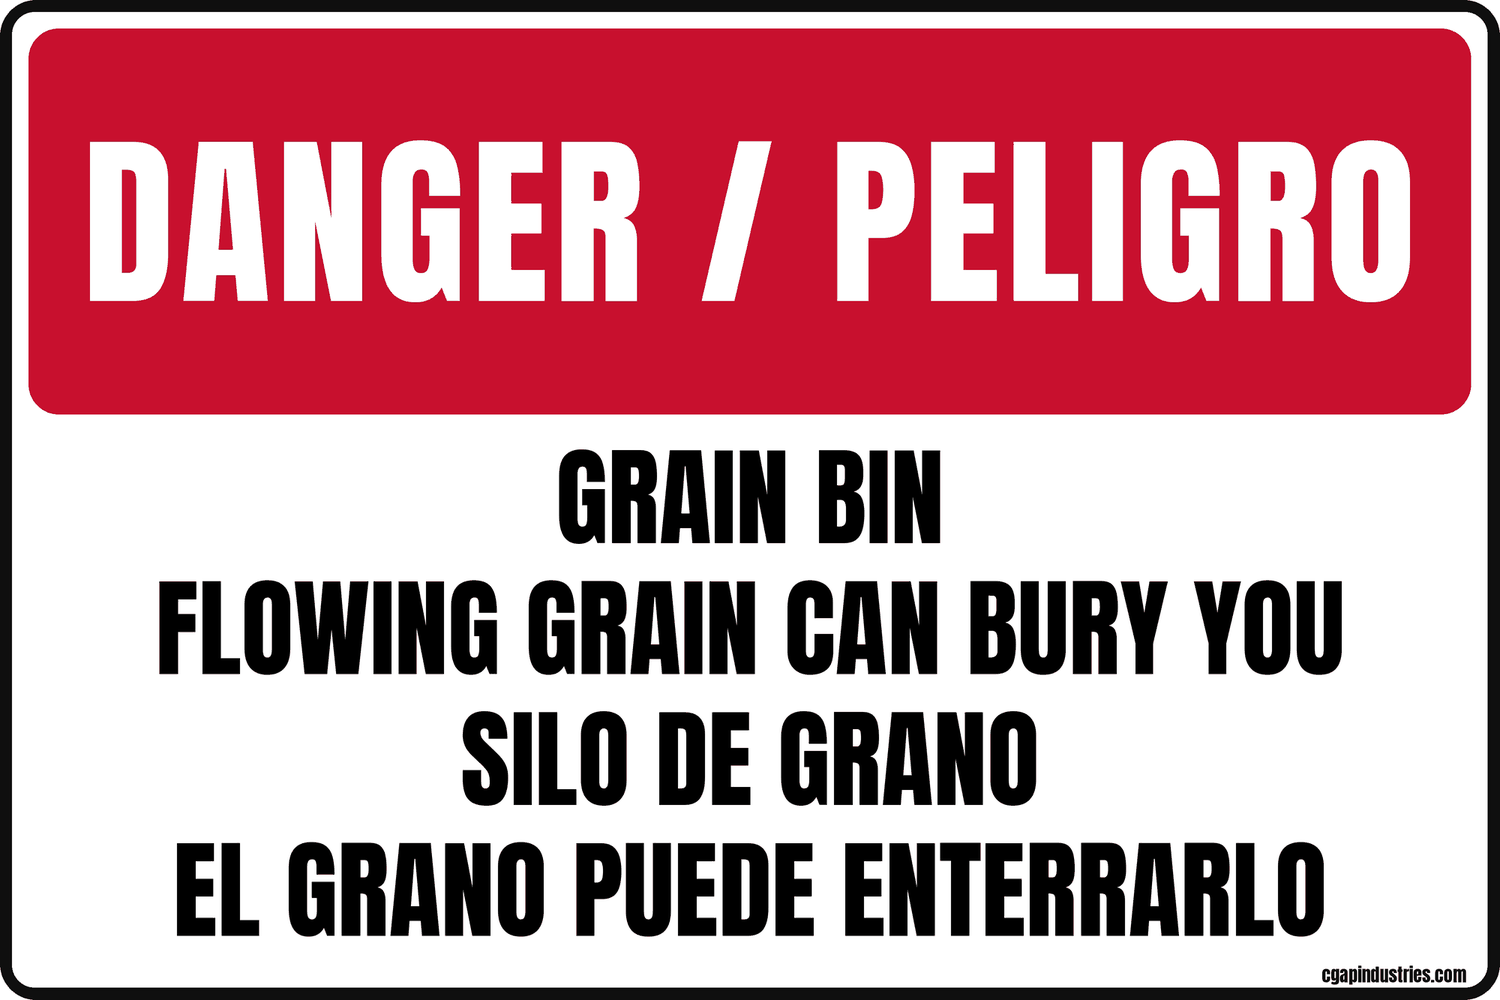 DANGER / PELIGRO
GRAIN BIN
FLOWING GRAIN CAN BURY YOU
SILO DE GRANO
EL GRANO PUEDE ENTERRARLO
cgapindustries.com